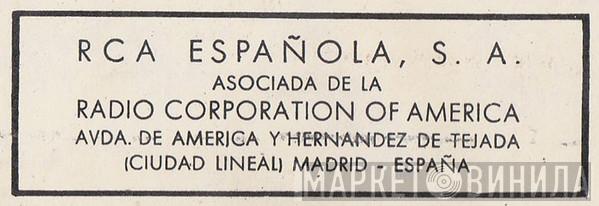 RCA ESPAÑOLA, S. A.
ASOCIADA DE LA
RADIO CORPORATION OF AMERICA
AVDA. DE AMERICA Y HERNANDEZ DE TEJADA
(CIUDAD LINEAL) MADRID - ESPAÑA
МАРКЕТ ВИНИЛА